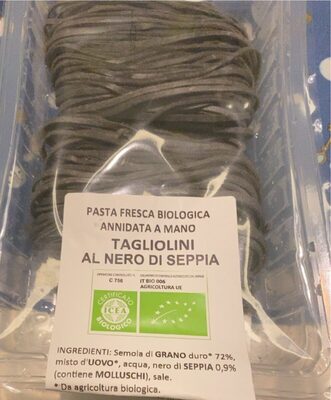 PASTA FRESCA BIOLOGICA
ANNIDATA A MANO
TAGLIOLINI
AL NERO DI SEPPIA
C 756
IT BIO 006
AGRICOLTURA UE
CERTIFICATO
ICEA
BIOLOGICO
INGREDIENTI: Semola di GRANO duro* 72%,
misto d'UOVO*, acqua, nero di SEPPIA 0,9%
(contiene MOLLUSCHI), sale.
* Da agricoltura biologica.